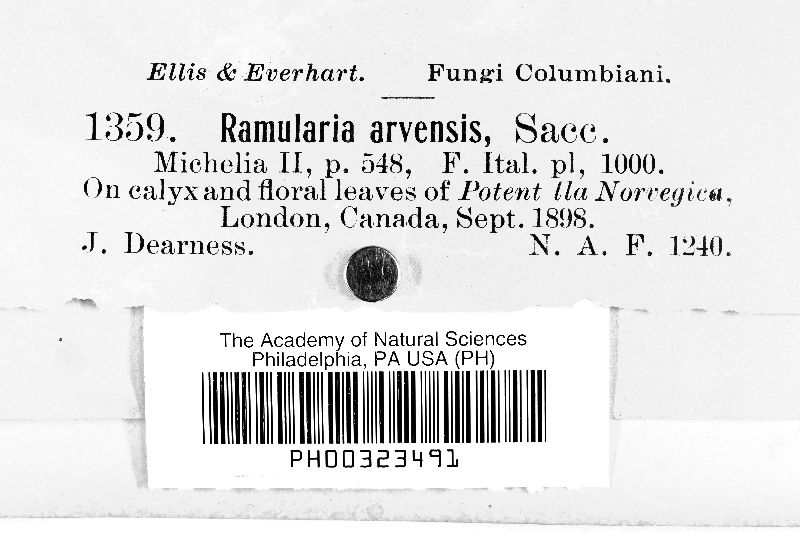 Ellis & Everhart. Fungi Columbiani.
1359. Ramularia arvensis, Sacc.
Michelia II, p. 548, F. Ital. pl, 1000.
On calyx and floral leaves of Potent lla Norvegica,
London, Canada, Sept. 1898.
J. Dearness. N. A. F. 1240.
The Academy of Natural Sciences
Philadelphia, PA USA (PH)
PH00323491